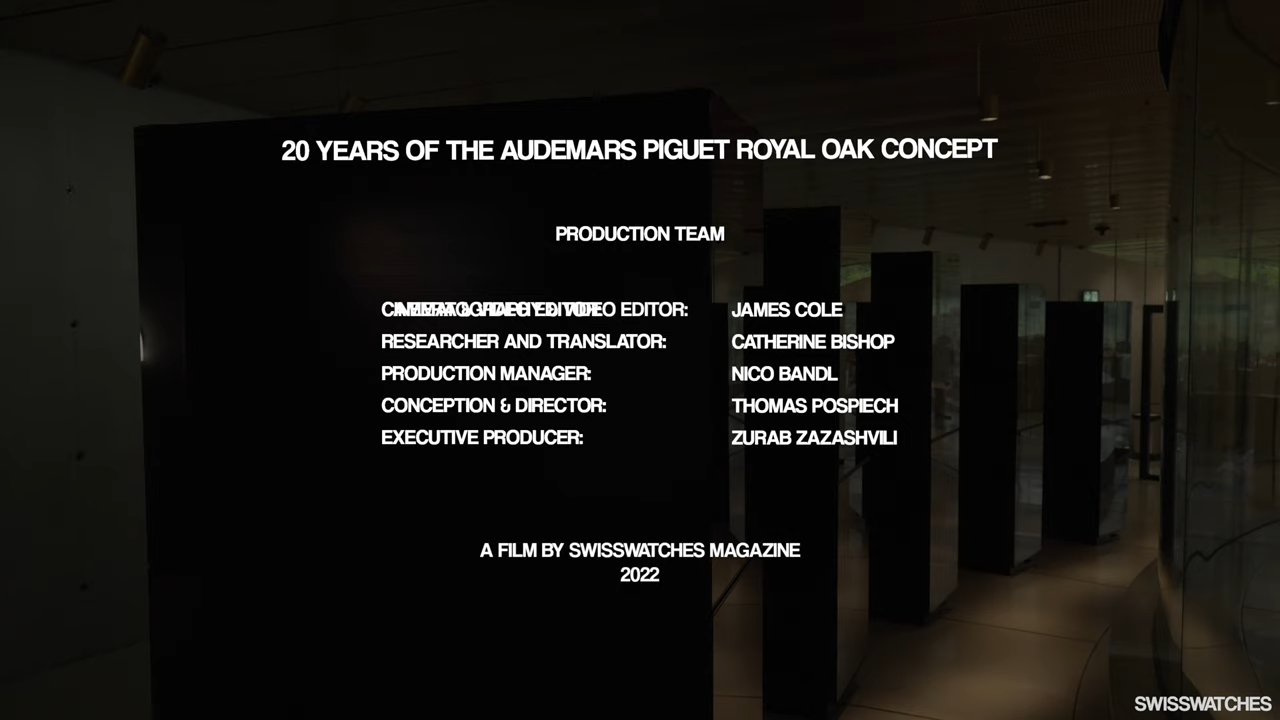 20 YEARS OF THE AUDEMARS PIGUET ROYAL OAK CONCEPT
PRODUCTION TEAM
EDITOR: JAMES COLE
RESEARCHER AND TRANSLATOR: CATHERINE BISHOP
PRODUCTION MANAGER: NICO BANDL
CONCEPTION & DIRECTOR: THOMAS POSPIECH
EXECUTIVE PRODUCER: ZURAB ZAZASHVILI
A FILM BY SWISSWATCHES MAGAZINE
2022
SWISSWATCHES